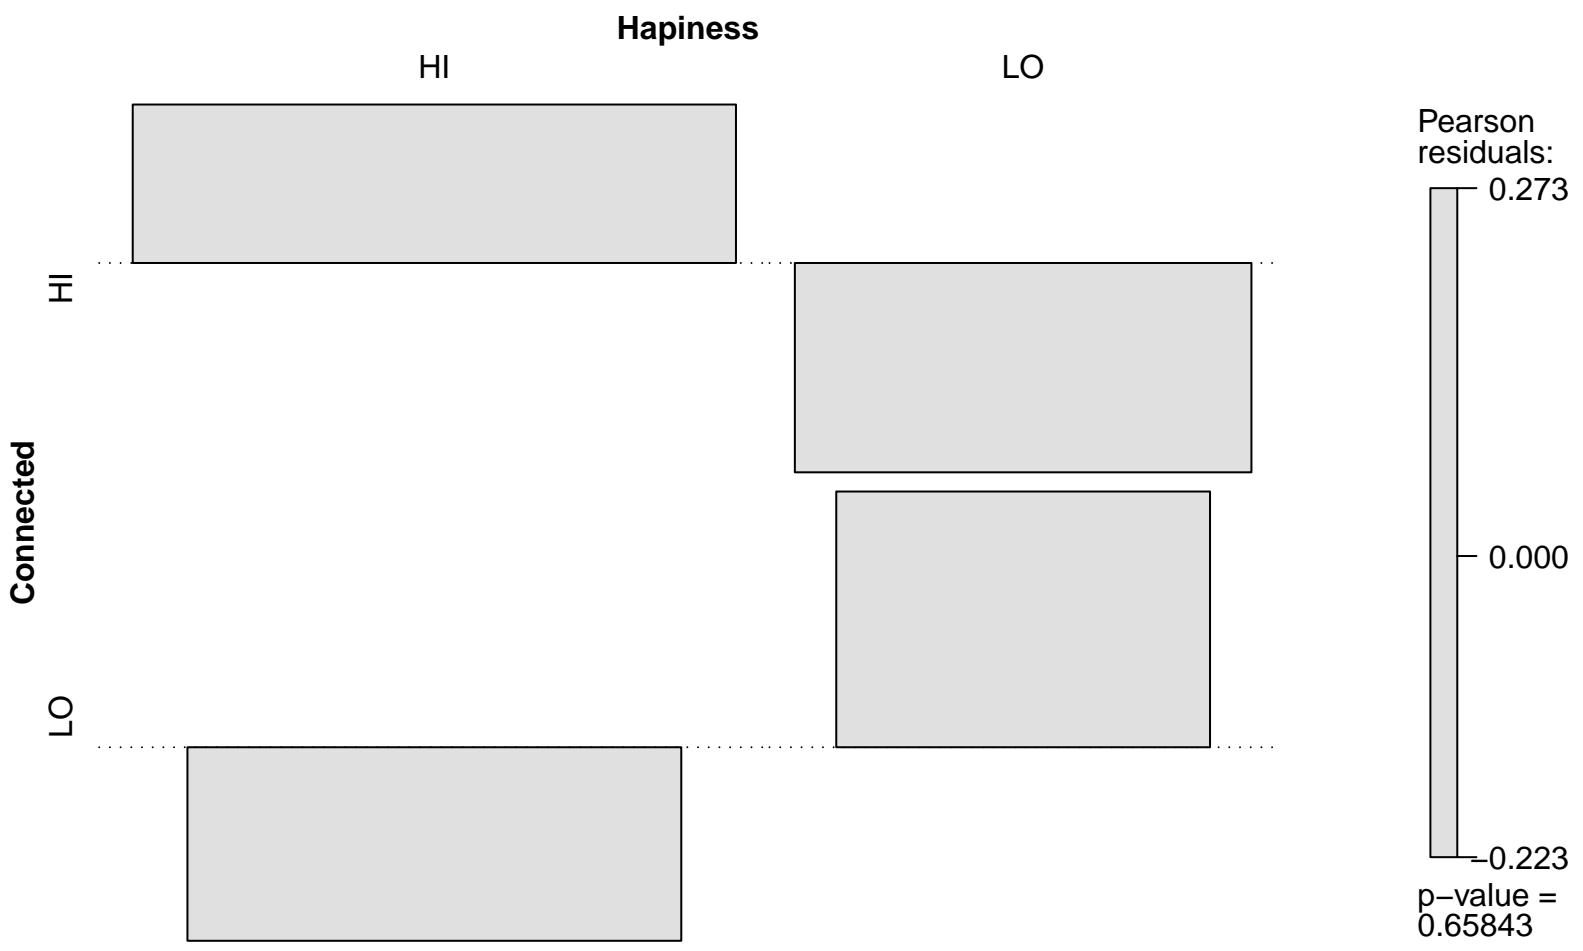 Hapiness
HI
LO
Connected
HI
LO
Pearson
residuals:
0.273
0.000
−0.223
p−value =
0.65843